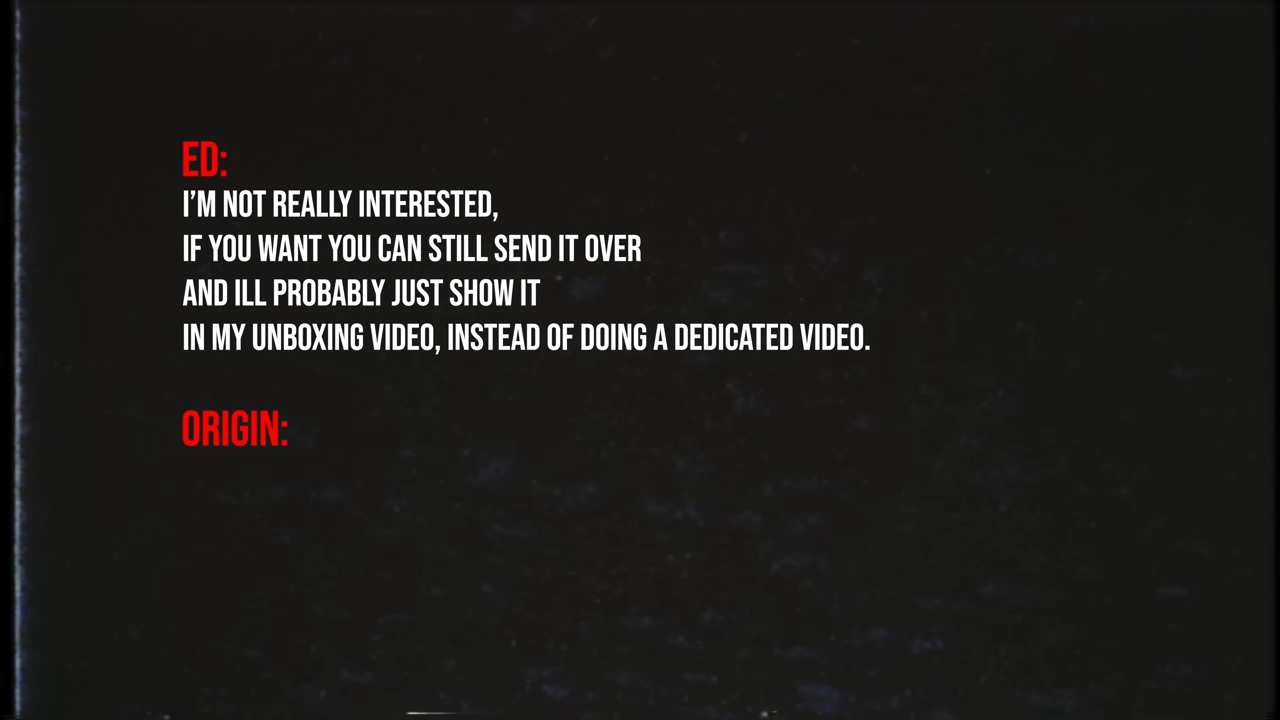 ED:
I’M NOT REALLY INTERESTED,
IF YOU WANT YOU CAN STILL SEND IT OVER
AND ILL PROBABLY JUST SHOW IT
IN MY UNBOXING VIDEO, INSTEAD OF DOING A DEDICATED VIDEO.
ORIGIN: